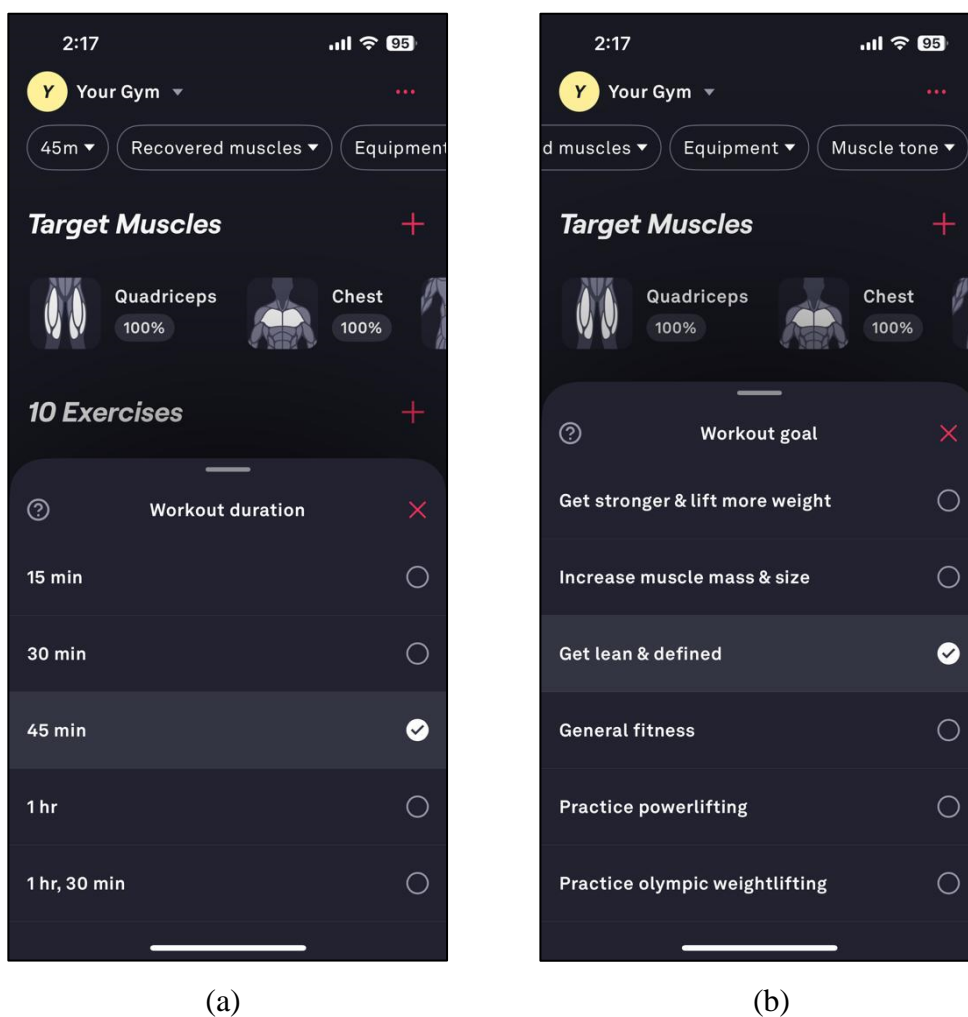 2:17
95
Y Your Gym
45m Recovered muscles Equipment
Target Muscles
Quadriceps
100%
Chest
100%
10 Exercises
Workout duration
15 min
30 min
45 min
1 hr
1 hr, 30 min
(a)
2:17
95
Y Your Gym
d muscles Equipment Muscle tone
Target Muscles
Quadriceps
100%
Chest
100%
Workout goal
Get stronger & lift more weight
Increase muscle mass & size
Get lean & defined
General fitness
Practice powerlifting
Practice olympic weightlifting
(b)